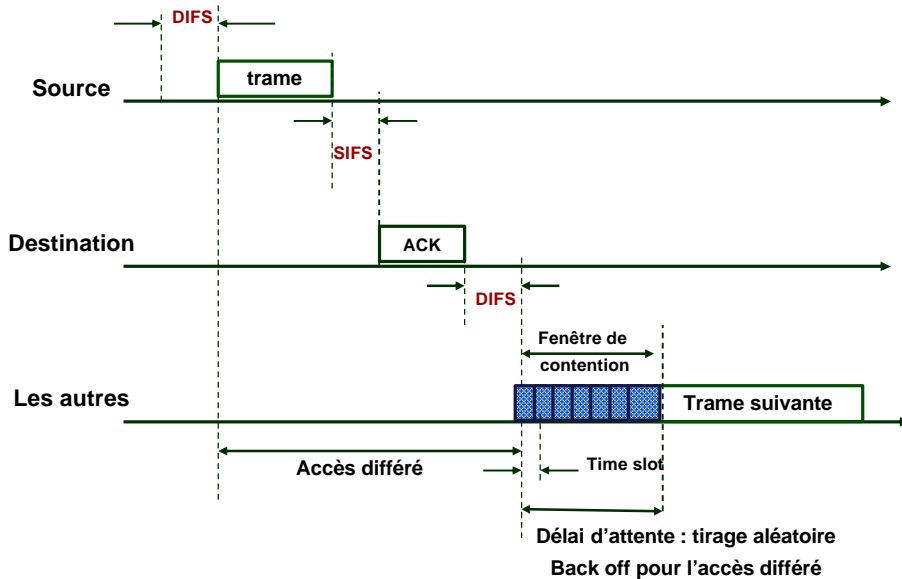 DIFS
trame
Source
SIFS
Destination
ACK
DIFS
Fenêtre de
contention
Les autres
Trame suivante
Accès différé
Time slot
Délai d'attente : tirage aléatoire
Back off pour l'accès différé